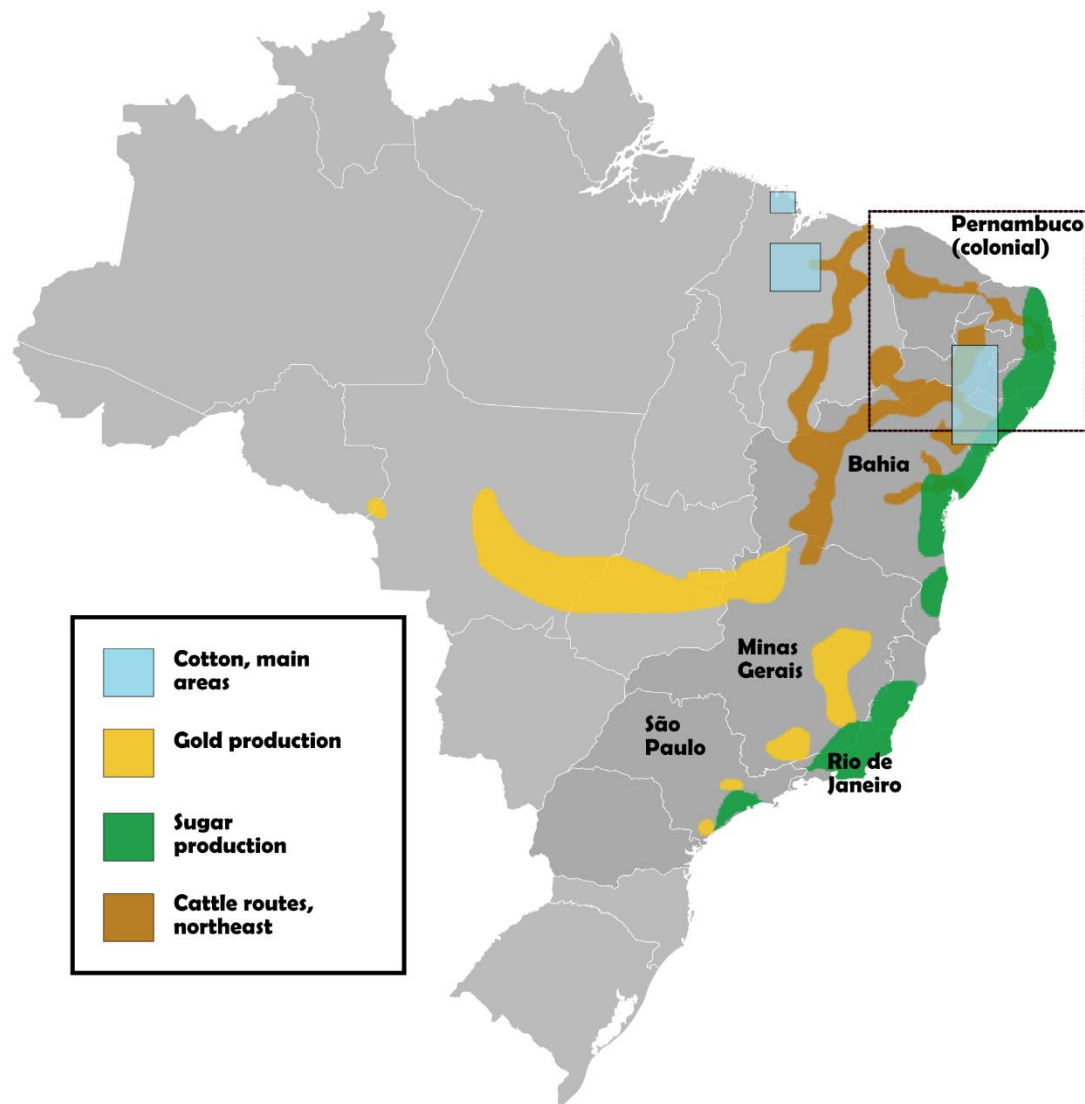 Pernambuco
(colonial)
Bahia
Minas
Gerais
São
Paulo
Rio de
Janeiro
Cotton, main
areas
Gold production
Sugar
production
Cattle routes,
northeast